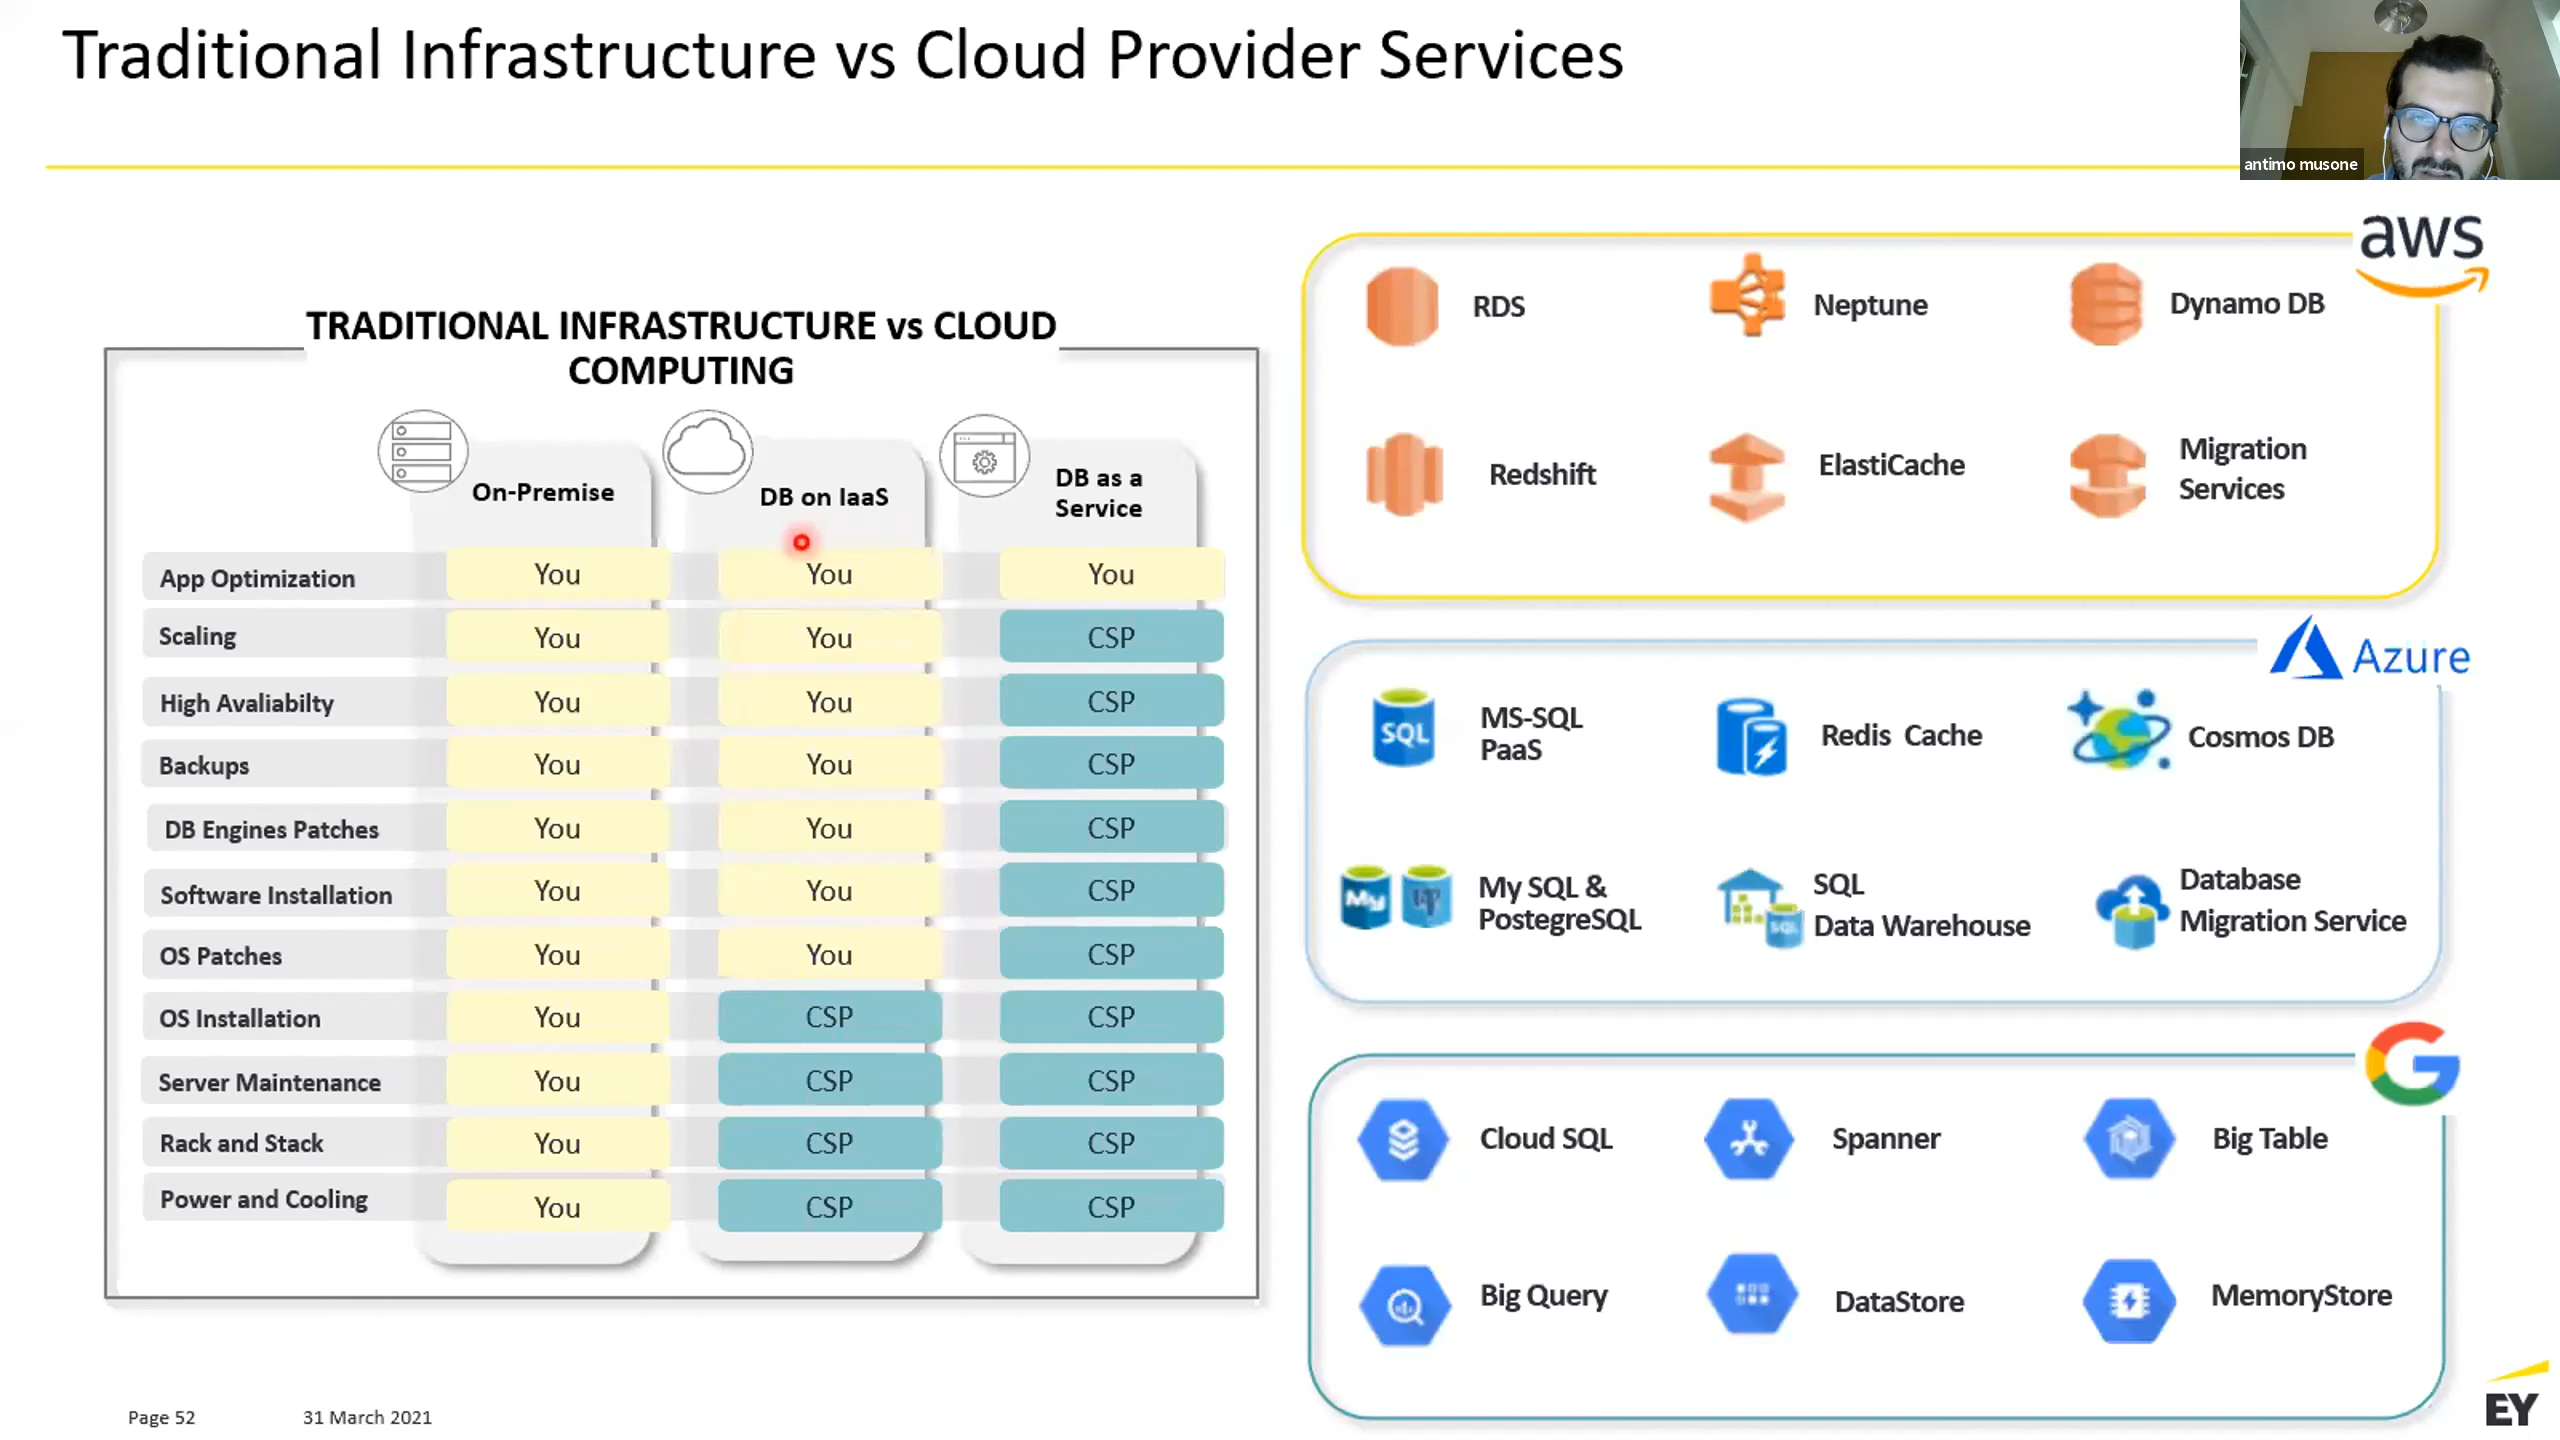 Traditional Infrastructure vs Cloud Provider Services
antimo musone
TRADITIONAL INFRASTRUCTURE vs CLOUD
COMPUTING
On-Premise
DB on IaaS
DB as a
Service
App Optimization You You You
Scaling You You CSP
High Avaliabilty You You CSP
Backups You You CSP
DB Engines Patches You You CSP
Software Installation You You CSP
OS Patches You You CSP
OS Installation You CSP CSP
Server Maintenance You CSP CSP
Rack and Stack You CSP CSP
Power and Cooling You CSP CSP
aws
RDS
Neptune
Dynamo DB
Redshift
ElastiCache
Migration
Services
Azure
SQL
MS-SQL
PaaS
Redis Cache
Cosmos DB
My
My SQL &
PostegreSQL
SQL
SQL
Data Warehouse
Database
Migration Service
G
Cloud SQL
Spanner
Big Table
Big Query
DataStore
MemoryStore
Page 52
31 March 2021
EY